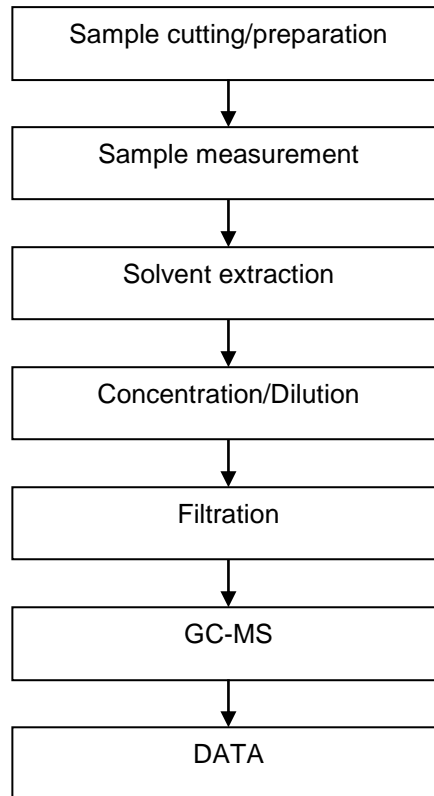 Sample cutting/preparation
Sample measurement
Solvent extraction
Concentration/Dilution
Filtration
GC-MS
DATA